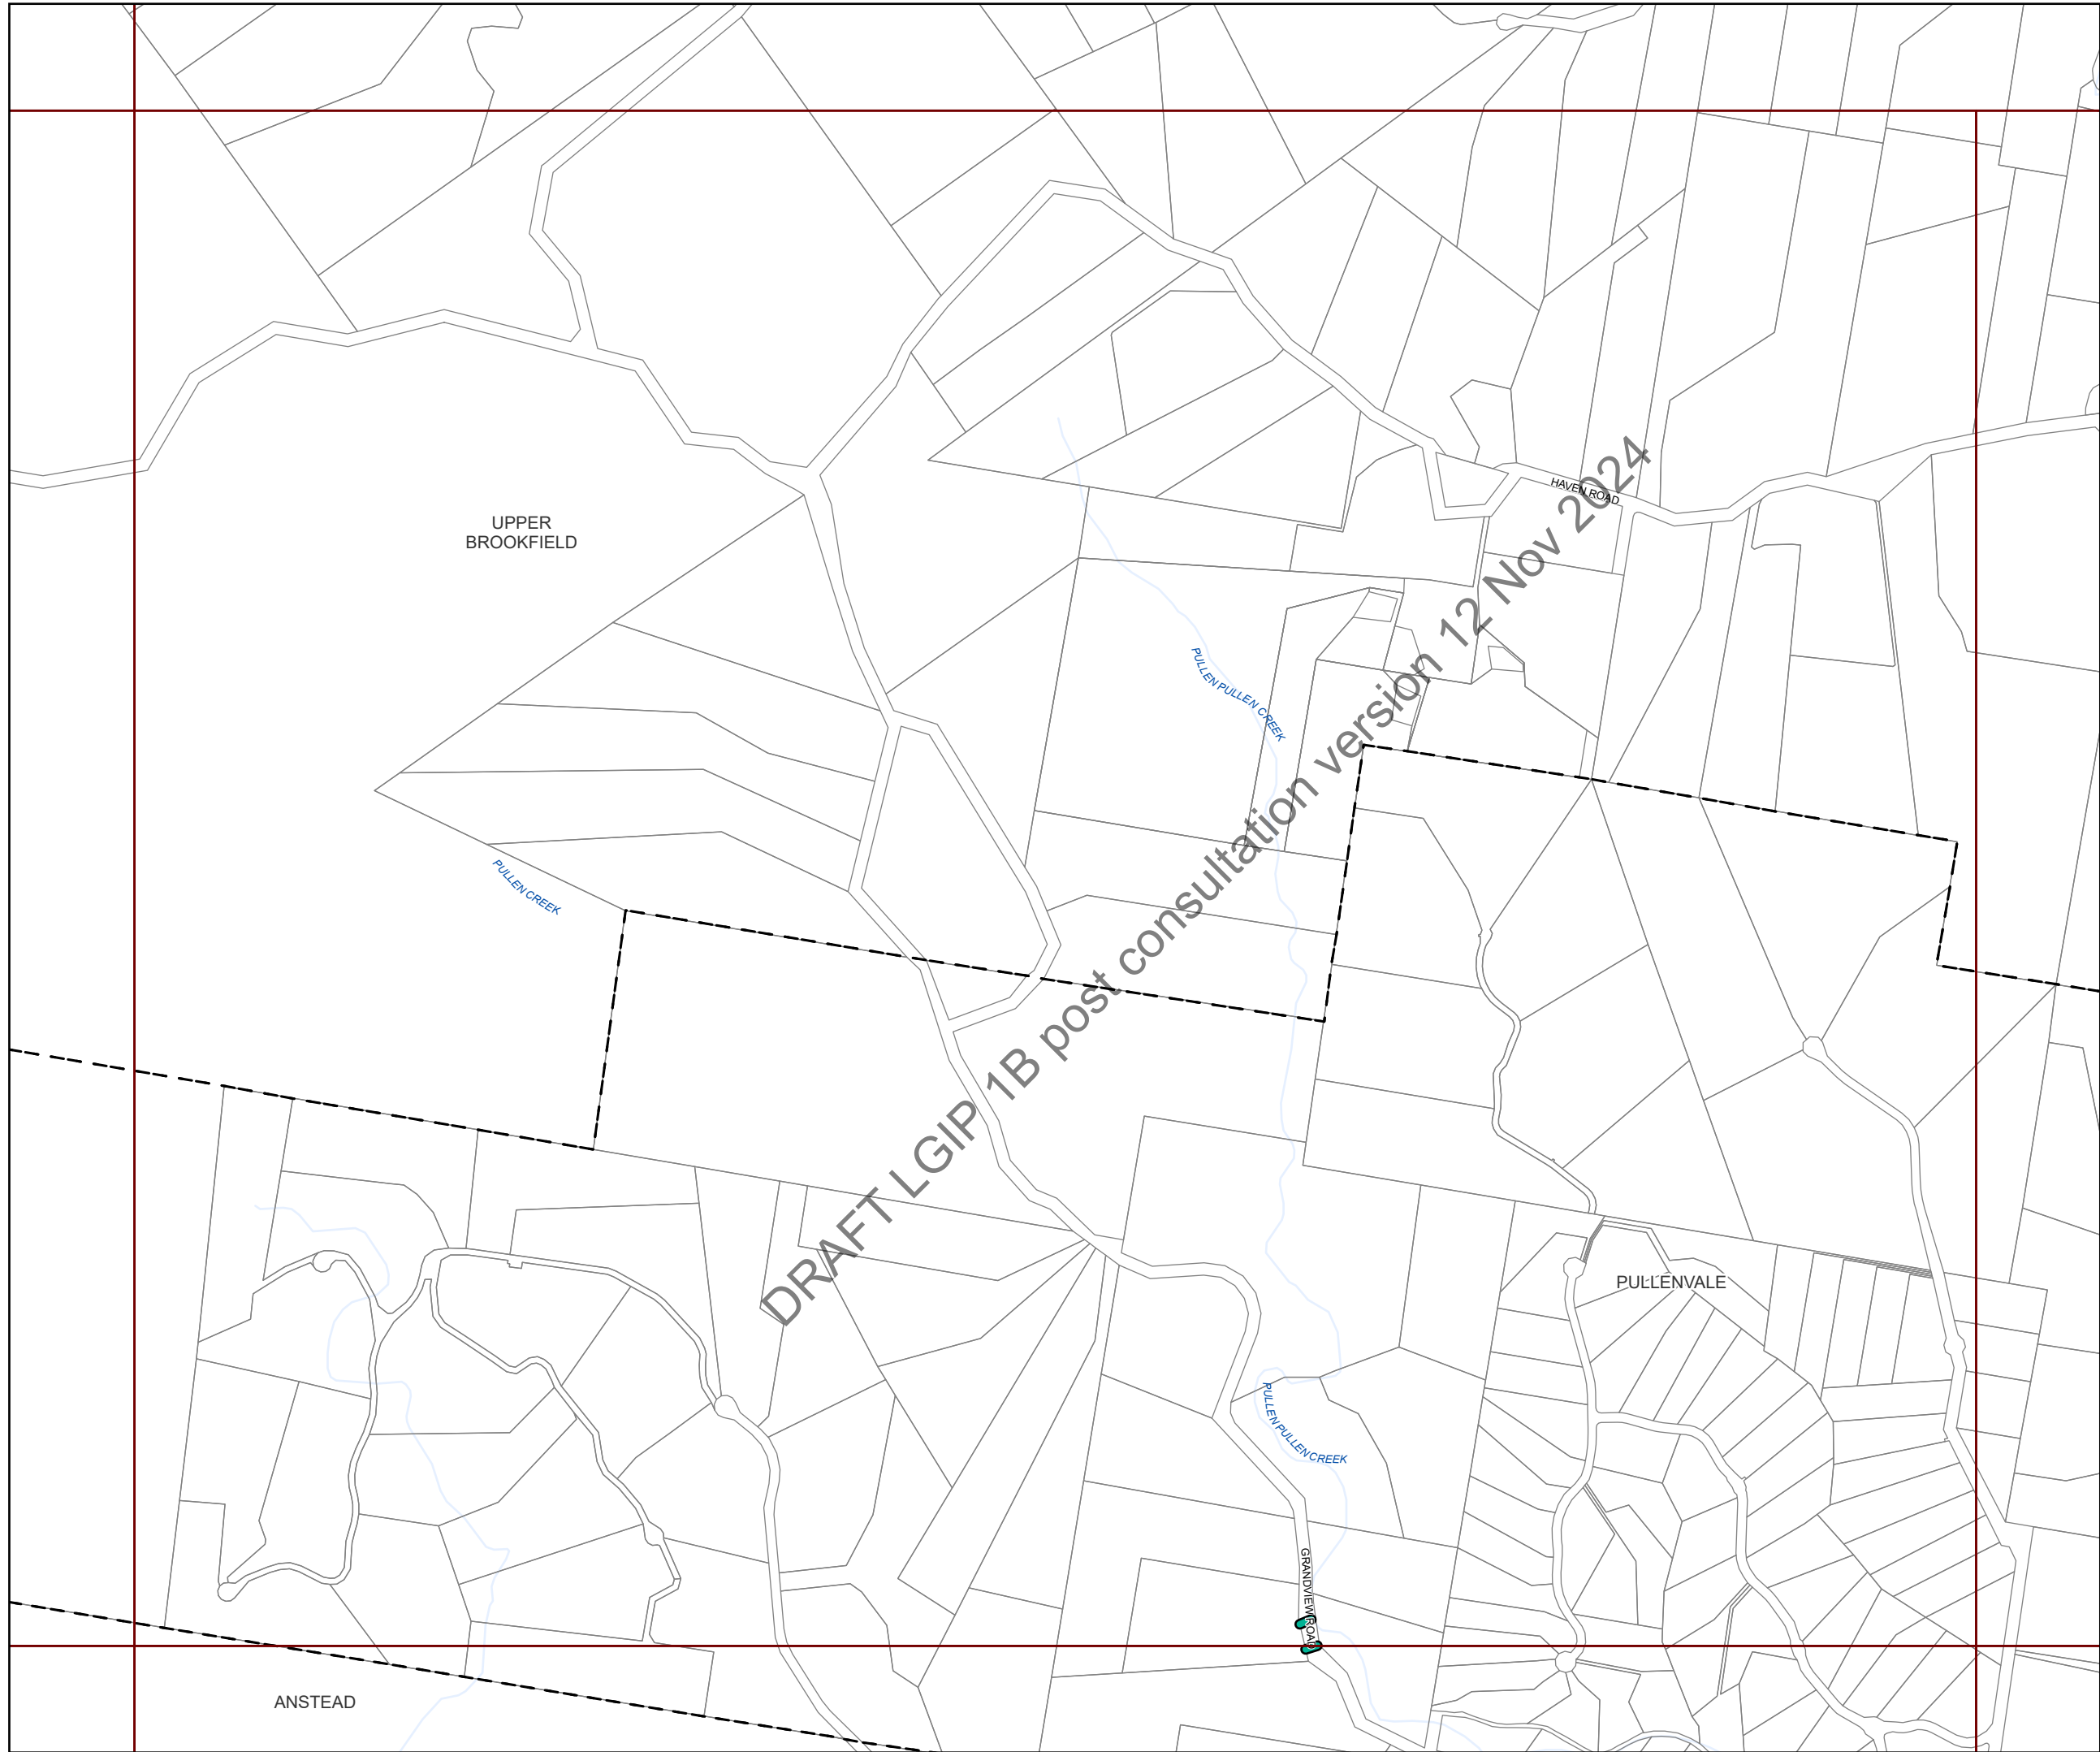 HAVEN ROAD
UPPER
BROOKFIELD
PULLEN PULLEN CREEK
PULLEN CREEK
DRAFT LGIP 1B post consultation version 12 Nov 2024
PULLENVALE
PULLEN PULLEN CREEK
GRANDVIEW ROAD
ANSTEAD